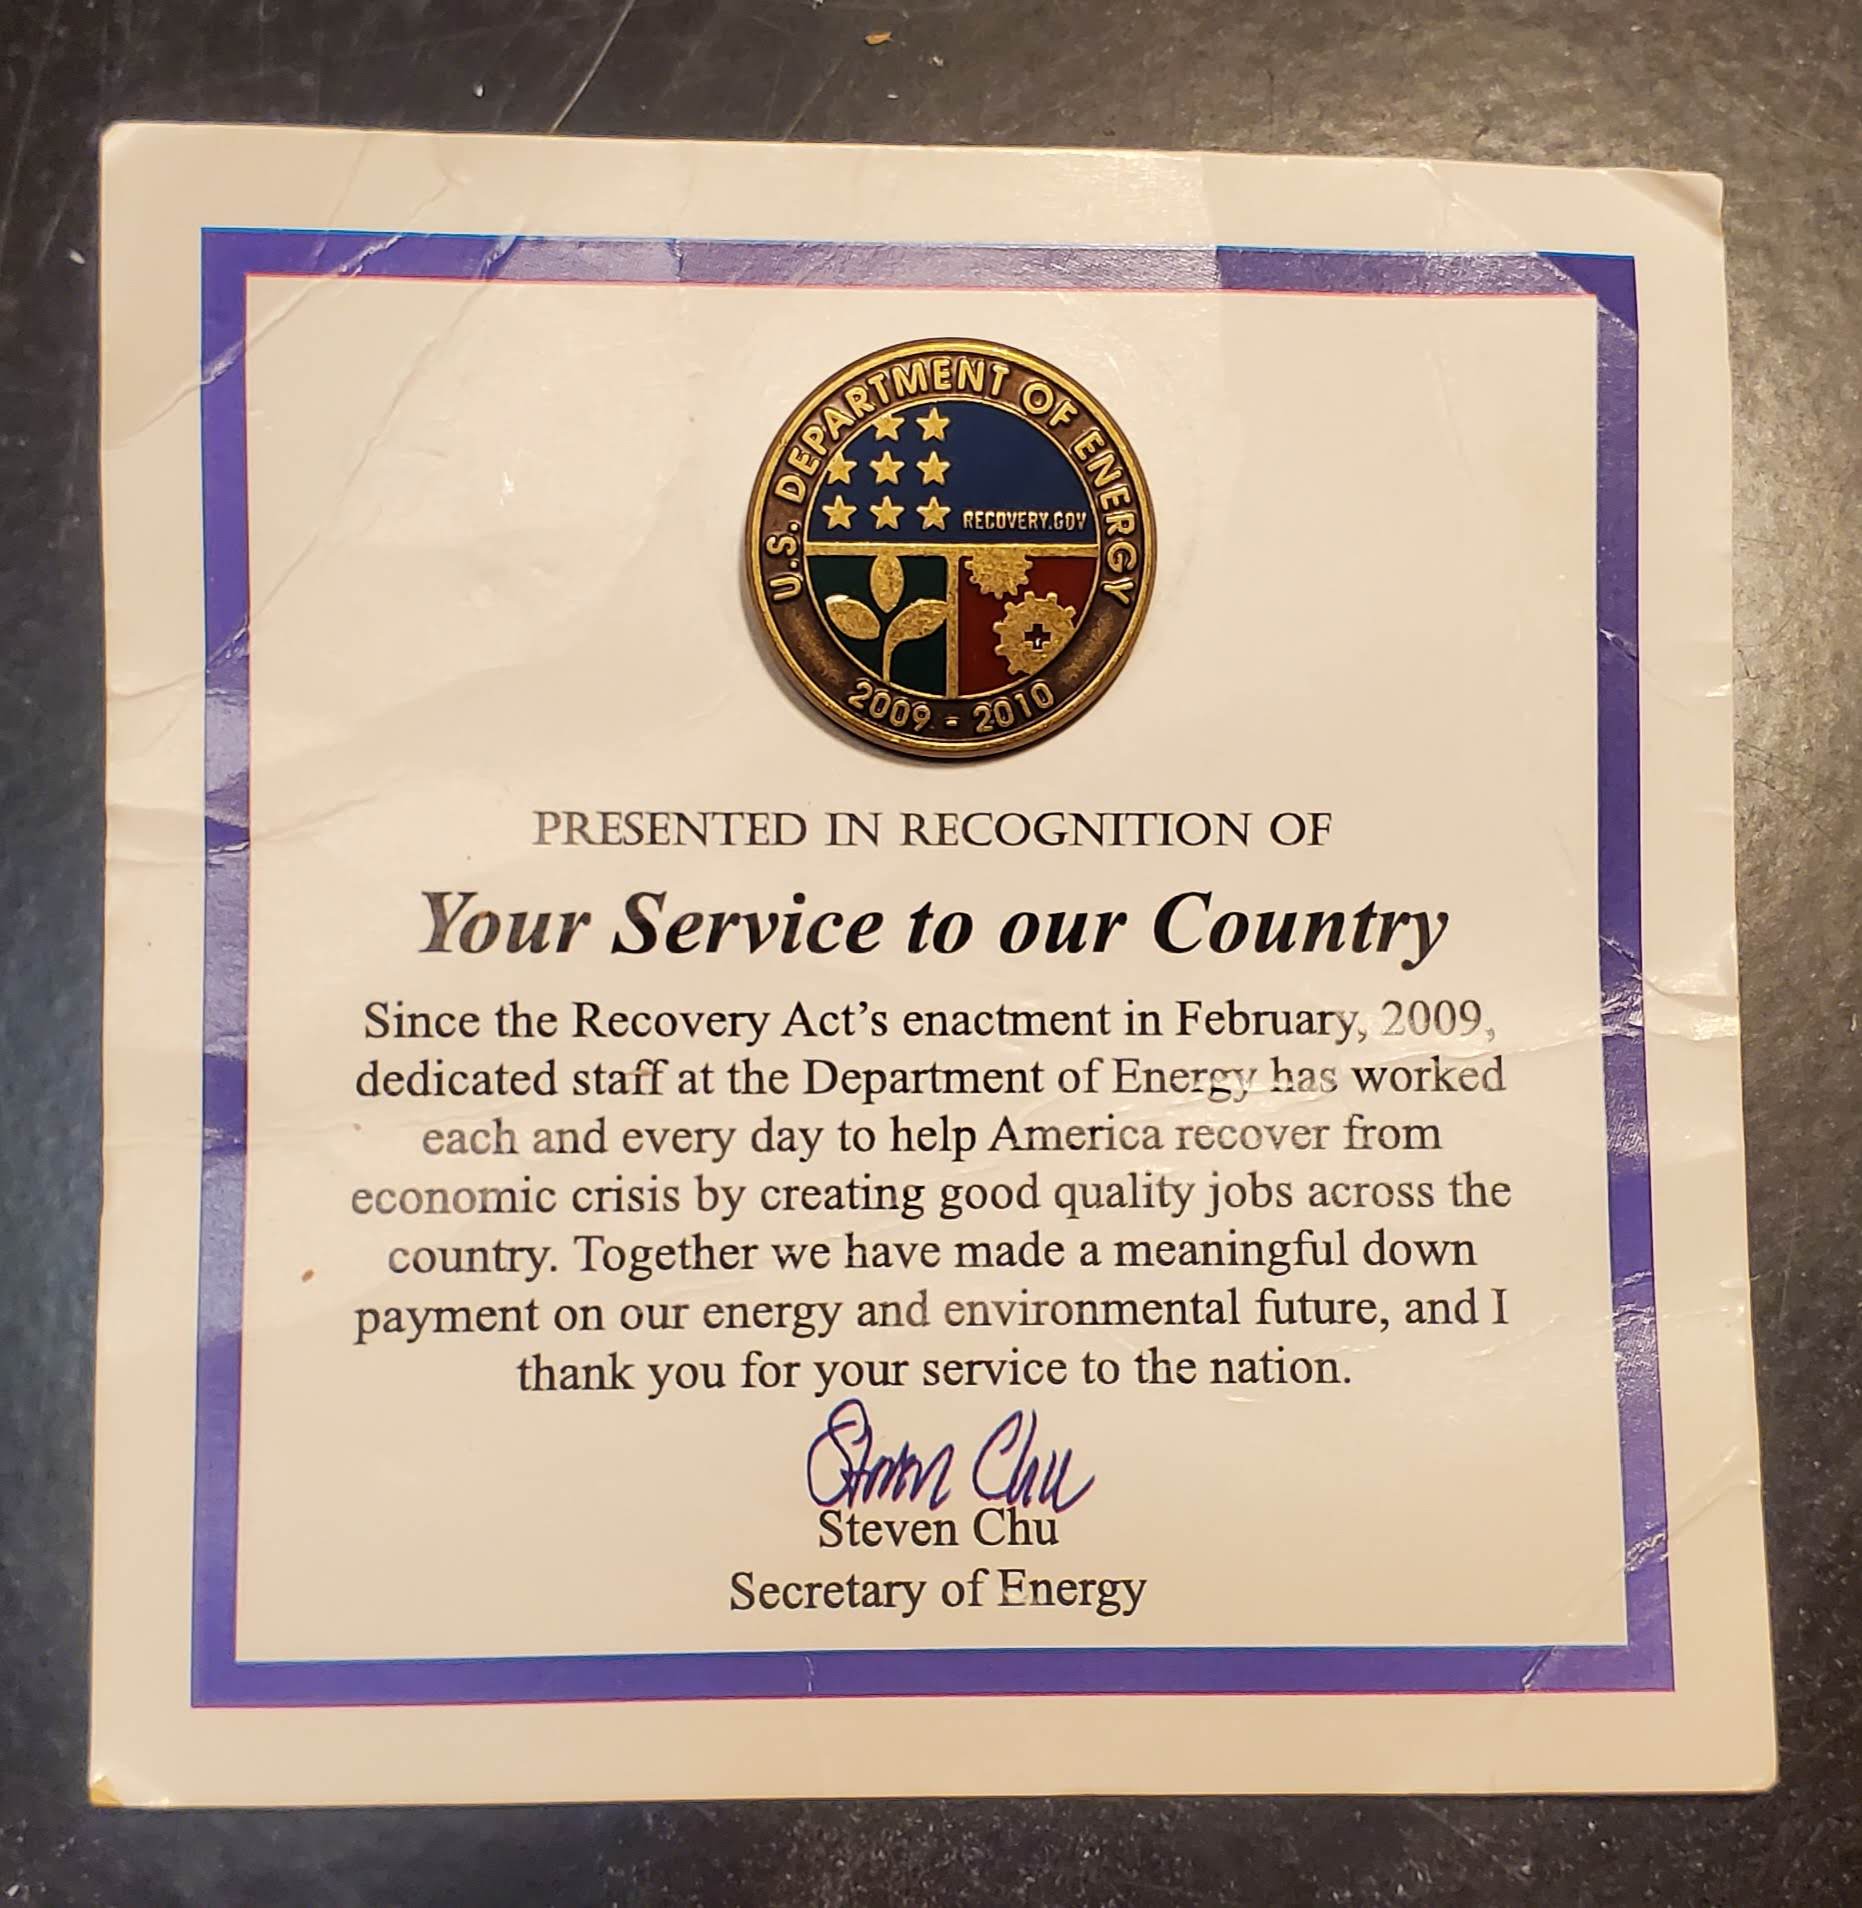 U.S. DEPARTMENT OF ENERGY
RECOVERY.GOV
2009 - 2010
PRESENTED IN RECOGNITION OF
Your Service to our Country
Since the Recovery Act's enactment in February, 2009,
dedicated staff at the Department of Energy has worked
each and every day to help America recover from
economic crisis by creating good quality jobs across the
country. Together we have made a meaningful down
payment on our energy and environmental future, and I
thank you for your service to the nation.
Steven Chu
Steven Chu
Secretary of Energy